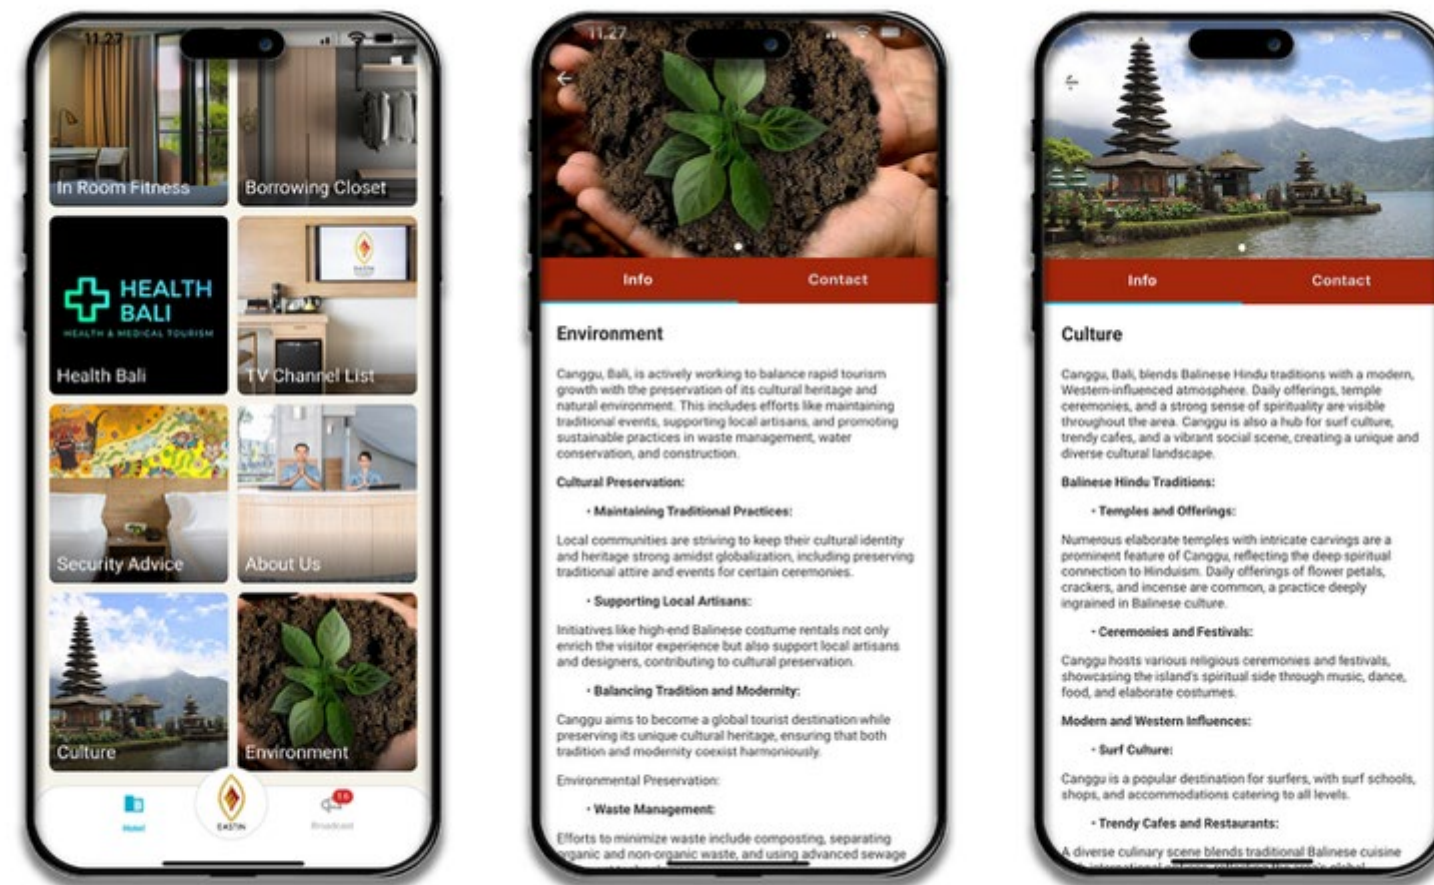 11.27
In Room Fitness
Borrowing Closet
HEALTH
BALI
HEALTH & MEDICAL TOURISM
Health Bali
EASTIN
TV Channel List
Security Advice
About Us
Culture
Environment
Hotel
EASTIN
16
Broadcast
11.27
Info
Contact
Environment
Canggu, Bali, is actively working to balance rapid tourism
growth with the preservation of its cultural heritage and
natural environment. This includes efforts like maintaining
traditional events, supporting local artisans, and promoting
sustainable practices in waste management, water
conservation, and construction.
Cultural Preservation:
• Maintaining Traditional Practices:
Local communities are striving to keep their cultural identity
and heritage strong amidst globalization, including preserving
traditional attire and events for certain ceremonies.
• Supporting Local Artisans:
Initiatives like high-end Balinese costume rentals not only
enrich the visitor experience but also support local artisans
and designers, contributing to cultural preservation.
• Balancing Tradition and Modernity:
Canggu aims to become a global tourist destination while
preserving its unique cultural heritage, ensuring that both
tradition and modernity coexist harmoniously.
Environmental Preservation:
• Waste Management:
Efforts to minimize waste include composting, separating
organic and non-organic waste, and using advanced sewage
Info
Contact
Culture
Canggu, Bali, blends Balinese Hindu traditions with a modern,
Western-influenced atmosphere. Daily offerings, temple
ceremonies, and a strong sense of spirituality are visible
throughout the area. Canggu is also a hub for surf culture,
trendy cafes, and a vibrant social scene, creating a unique and
diverse cultural landscape.
Balinese Hindu Traditions:
• Temples and Offerings:
Numerous elaborate temples with intricate carvings are a
prominent feature of Canggu, reflecting the deep spiritual
connection to Hinduism. Daily offerings of flower petals,
crackers, and incense are common, a practice deeply
ingrained in Balinese culture.
• Ceremonies and Festivals:
Canggu hosts various religious ceremonies and festivals,
showcasing the island's spiritual side through music, dance,
food, and elaborate costumes.
Modern and Western Influences:
• Surf Culture:
Canggu is a popular destination for surfers, with surf schools,
shops, and accommodations catering to all levels.
• Trendy Cafes and Restaurants:
A diverse culinary scene blends traditional Balinese cuisine